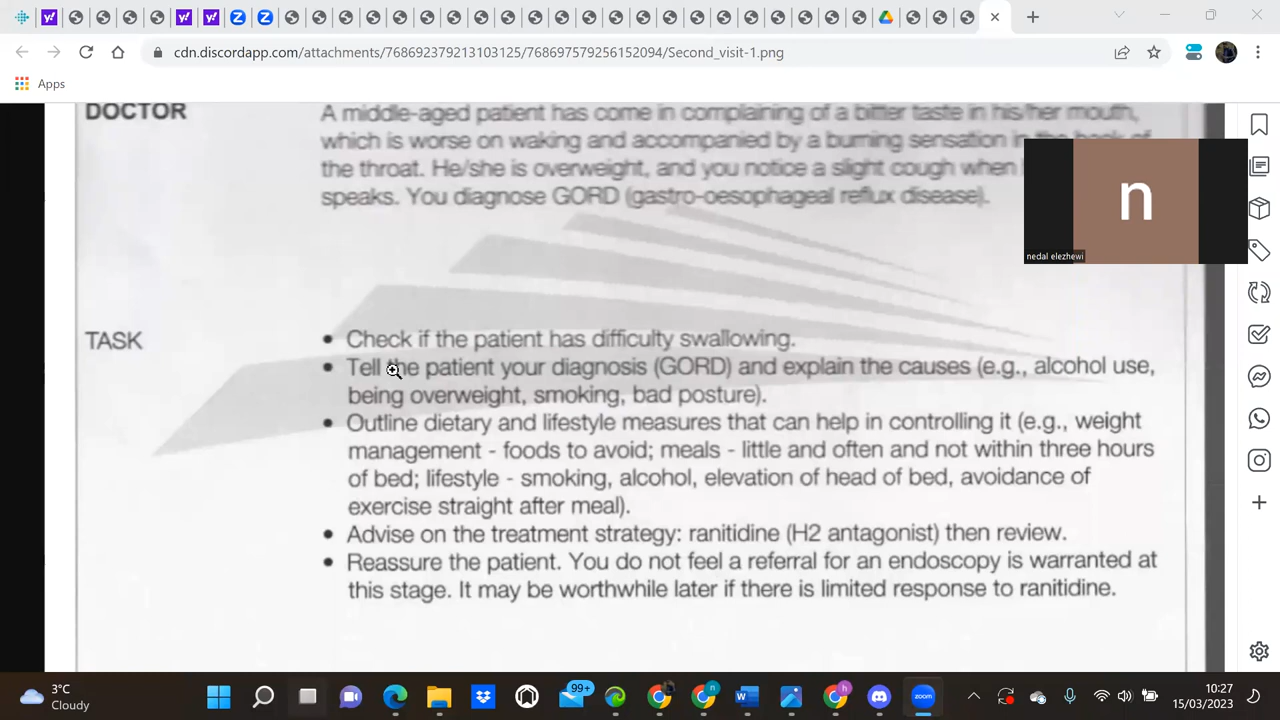 cdn.discordapp.com/attachments/768692379213103125/768697579256152094/Second_visit-1.png
Apps
DOCTOR
A middle-aged patient has come in complaining of a bitter taste in his/her mouth,
which is worse on waking and accompanied by a burning sensation in the back of
the throat. He/she is overweight, and you notice a slight cough when
speaks. You diagnose GORD (gastro-oesophageal reflux disease).
n
nedal elezhewi
TASK
• Check if the patient has difficulty swallowing.
• Tell the patient your diagnosis (GORD) and explain the causes (e.g., alcohol use,
being overweight, smoking, bad posture).
• Outline dietary and lifestyle measures that can help in controlling it (e.g., weight
management - foods to avoid; meals - little and often and not within three hours
of bed; lifestyle - smoking, alcohol, elevation of head of bed, avoidance of
exercise straight after meal).
• Advise on the treatment strategy: ranitidine (H2 antagonist) then review.
• Reassure the patient. You do not feel a referral for an endoscopy is warranted at
this stage. It may be worthwhile later if there is limited response to ranitidine.
3°C
Cloudy
99+
zoom
10:27
15/03/2023